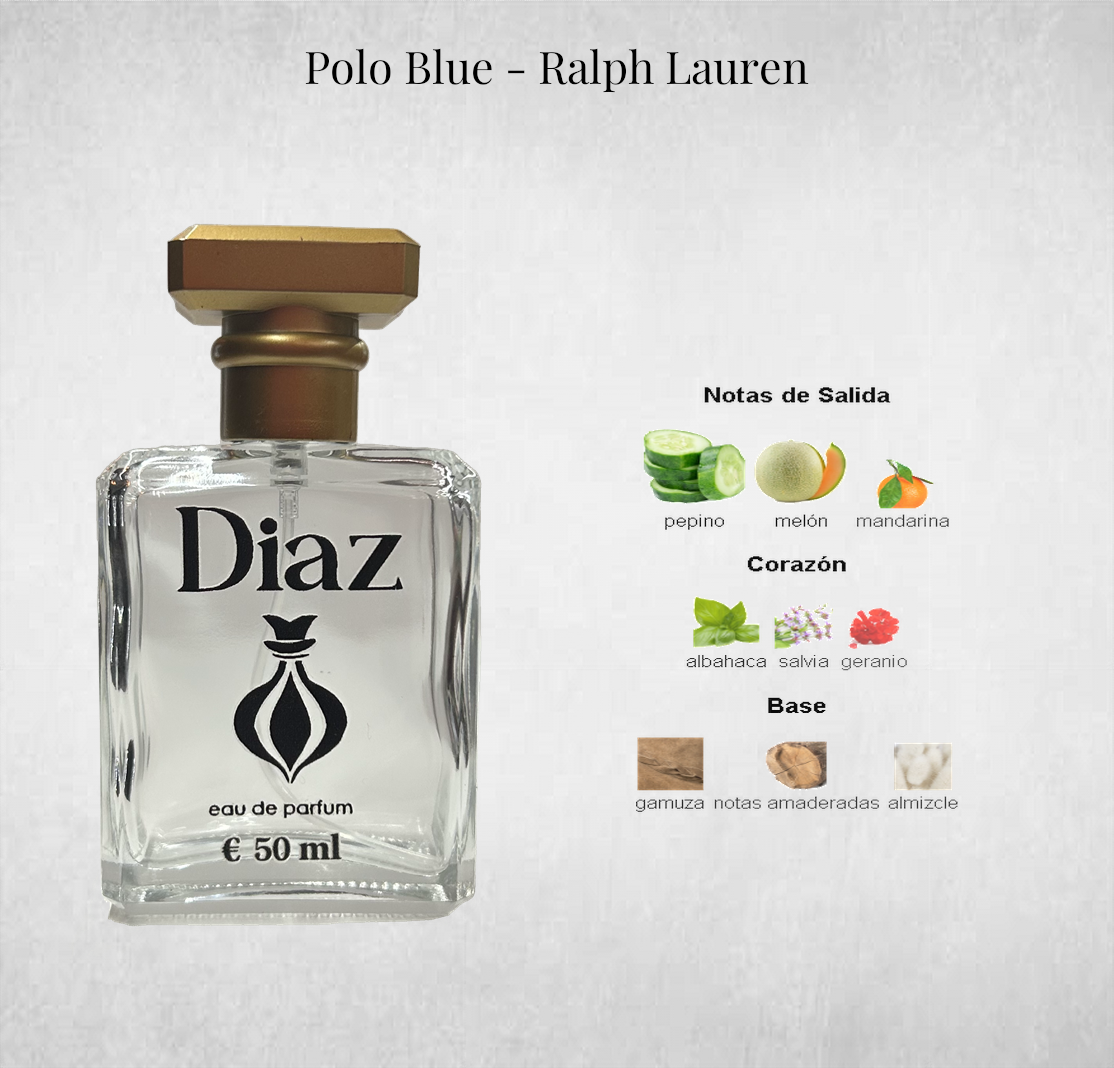 Polo Blue - Ralph Lauren
Diaz
eau de parfum
€ 50 ml
Notas de Salida
pepino melón mandarina
Corazón
albahaca salvia geranio
Base
gamuza notas amaderadas almizcle